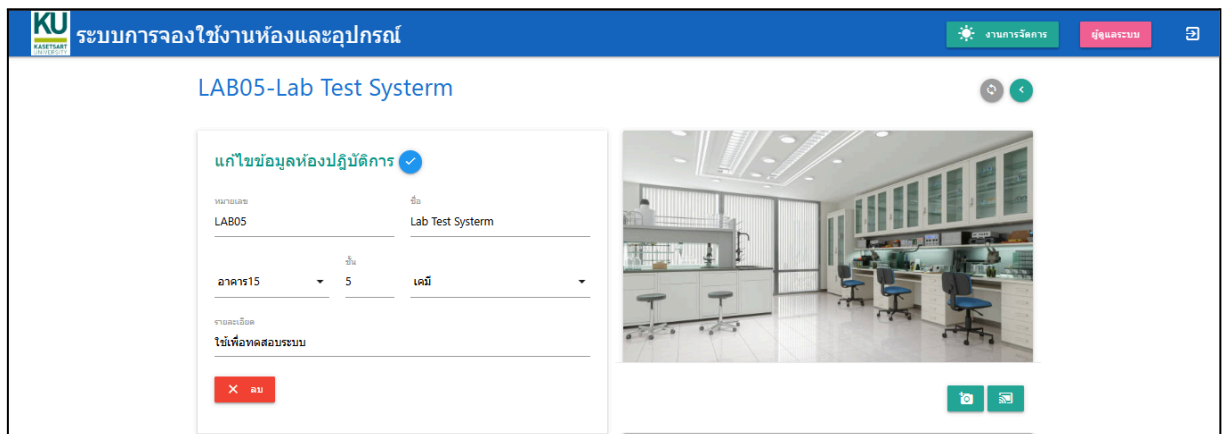 KU
KASETSART
UNIVERSITY
ระบบการจองใช้งานห้องและอุปกรณ์
งานการจัดการ
ผู้ดูแลระบบ
LAB05-Lab Test Systerm
แก้ไขข้อมูลห้องปฎิบัติการ
หมายเลข
ชื่อ
LAB05
Lab Test Systerm
ชั้น
อาคาร15
5
เคมี
รายละเอียด
ใช้เพื่อทดสอบระบบ
ลบ